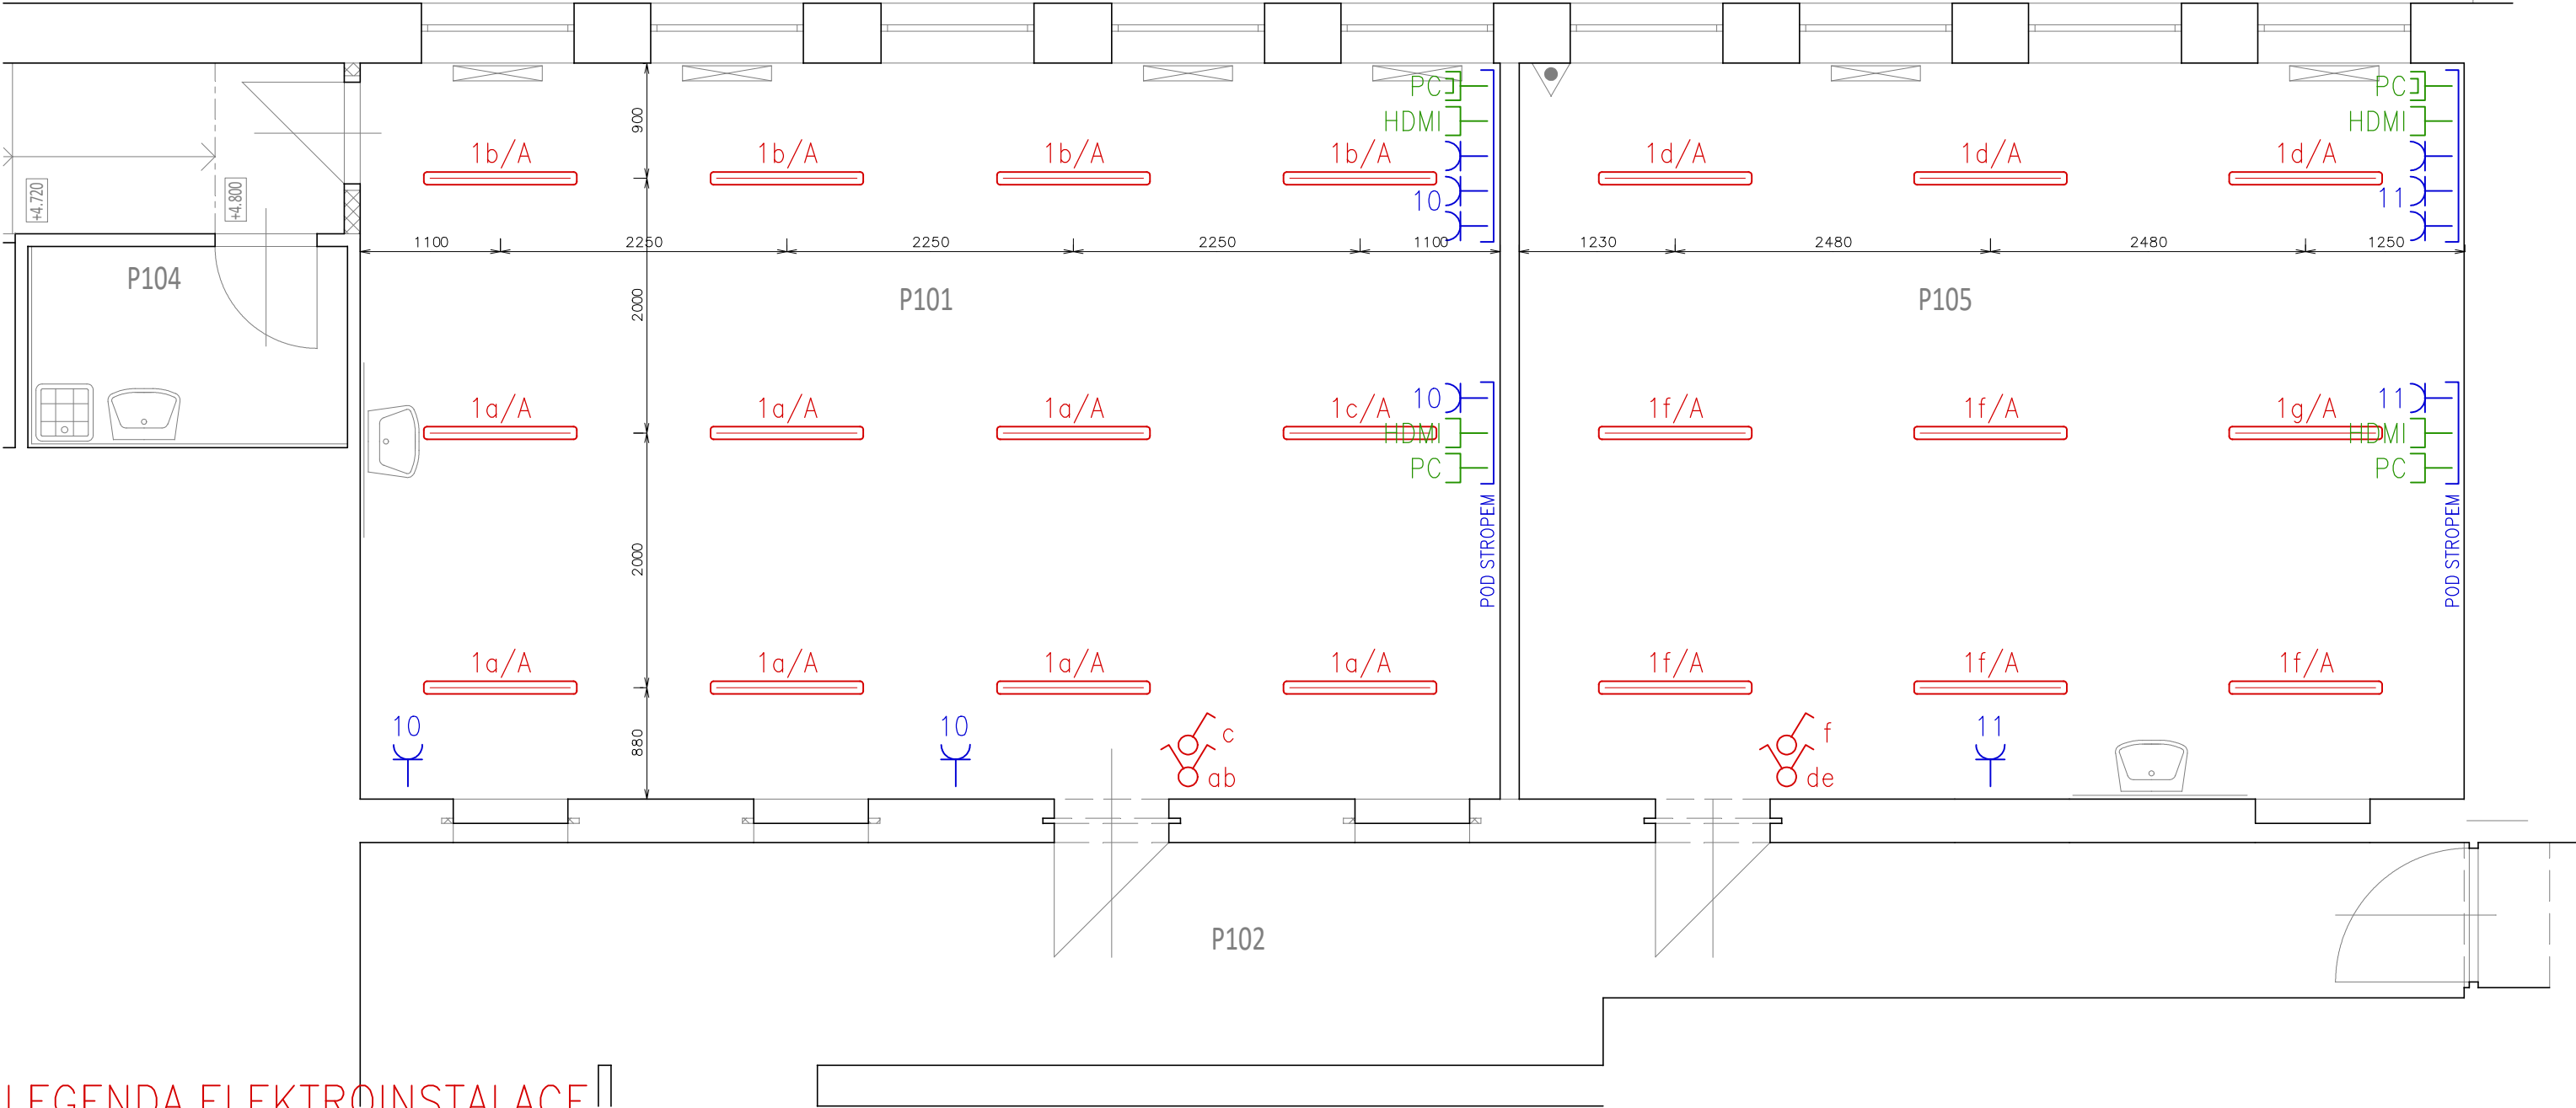 PC
PC
HDMI
HDMI
900
1b/A
1b/A
1b/A
1b/A
1d/A
1d/A
1d/A
+4.720
+4.800
10
11
1100
2250
2250
2250
1100
1230
2480
2480
1250
P104
P101
P105
2000
1a/A
1a/A
1a/A
1c/A
10
1f/A
1f/A
1g/A
11
HDMI
HDMI
PC
PC
POD STROPEM
POD STROPEM
2000
1a/A
1a/A
1a/A
1a/A
1f/A
1f/A
1f/A
10
10
c
f
11
880
ab
de
P102
LEGENDA ELEKTROINSTALACE